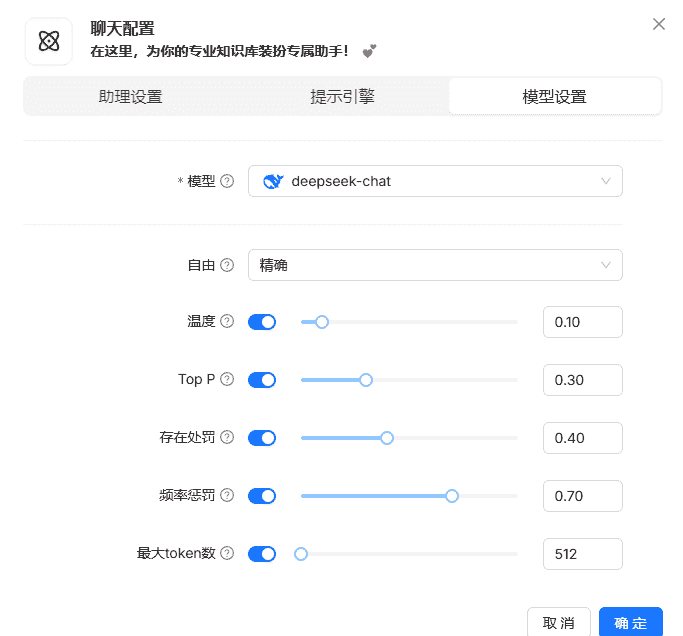 聊天配置
在这里，为你的专业知识库装扮专属助手！ 💕
助理设置 提示引擎 模型设置
* 模型 deepseek-chat
自由 精确
温度 0.10
Top P 0.30
存在处罚 0.40
频率惩罚 0.70
最大token数 512
取消 确定